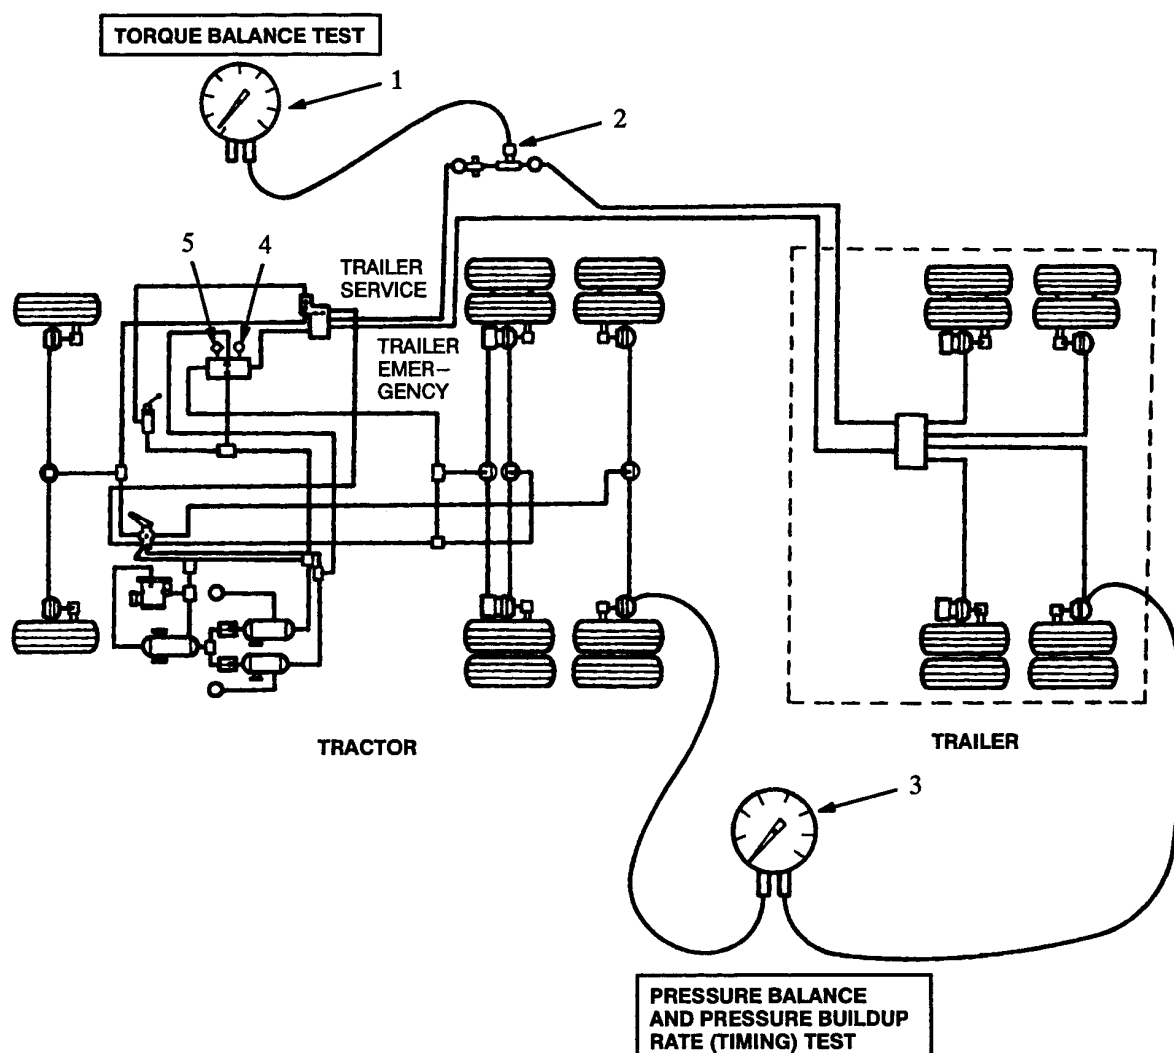 TORQUE BALANCE TEST
1
2
5
4
TRAILER
SERVICE
TRAILER
EMER-
GENCY
TRACTOR
TRAILER
3
PRESSURE BALANCE
AND PRESSURE BUILDUP
RATE (TIMING) TEST